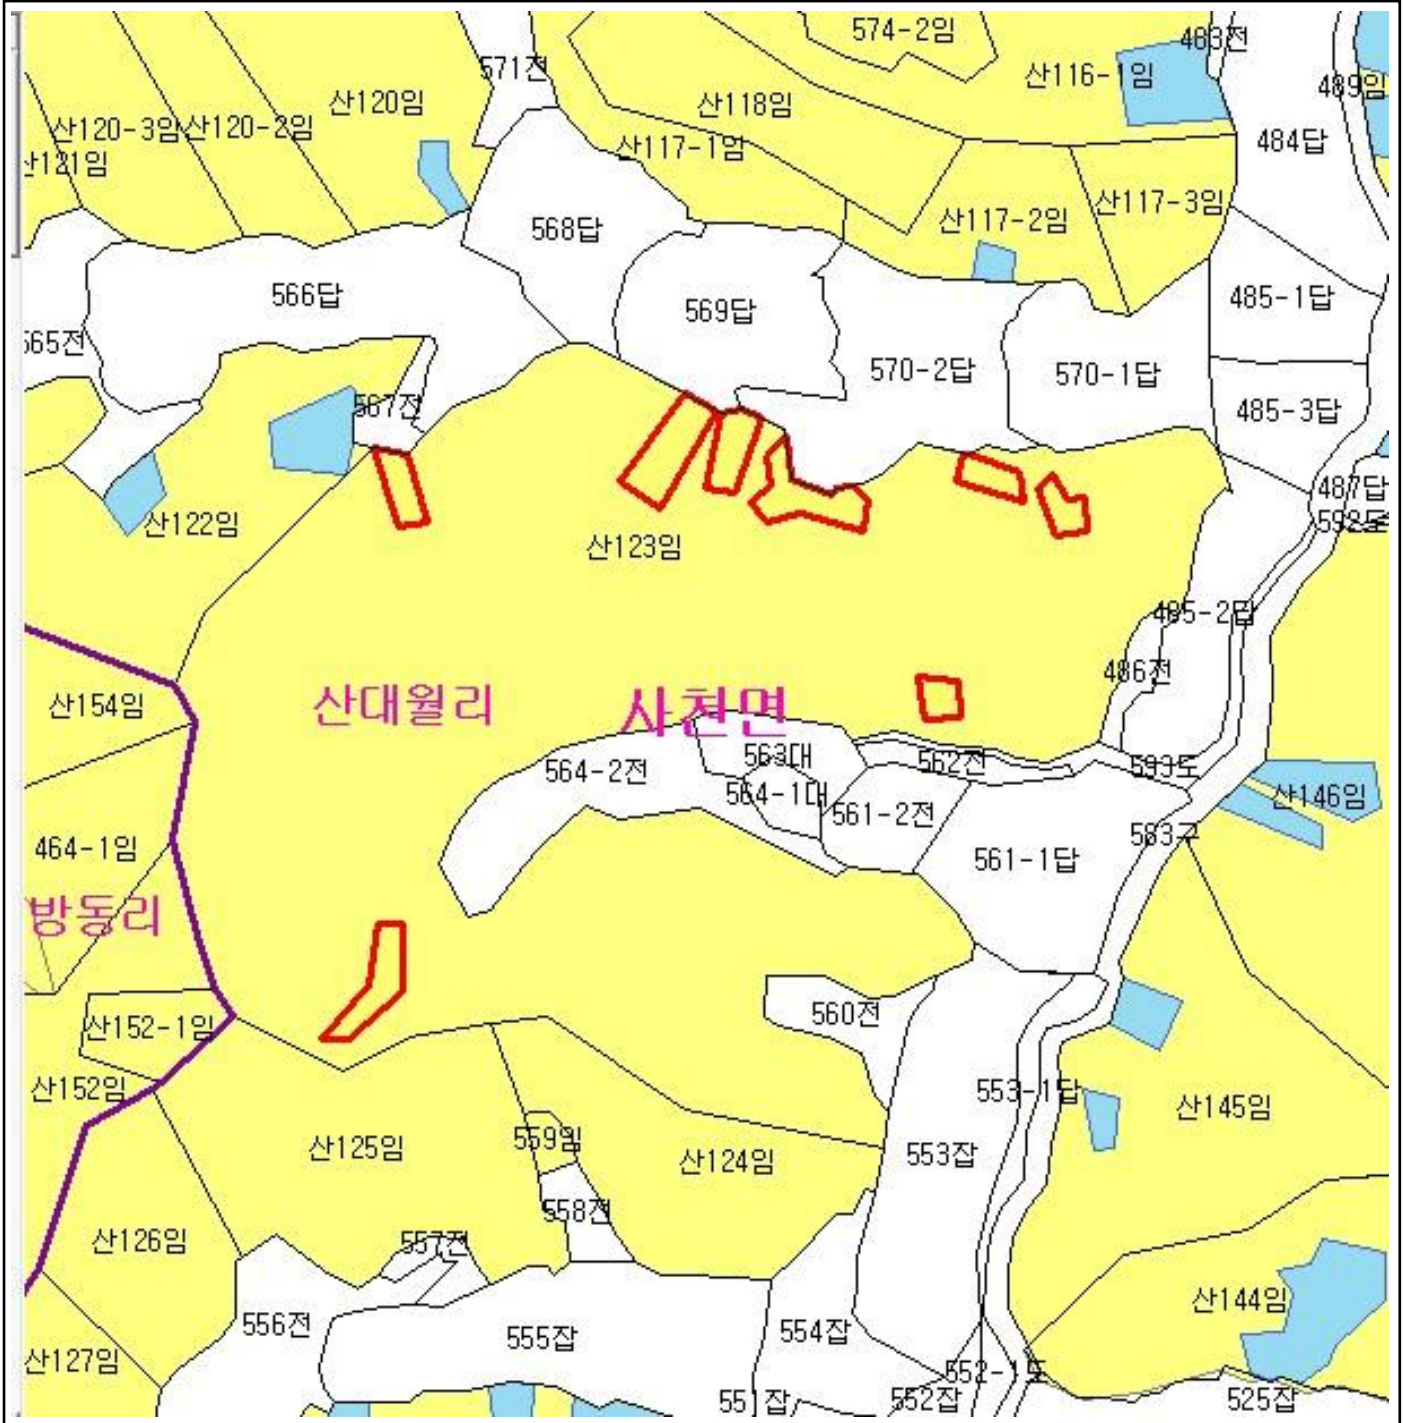 574-2임
483전
571전
산116-1임
489임
산120임
산118임
산120-3임
산120-2임
484답
산117-1임
산121임
산117-3임
산117-2임
568답
566답
485-1답
569답
565전
570-2답
570-1답
567전
485-3답
487답
산122임
592도
산123임
485-2답
486전
산154임
산대월리
사천면
563대
562전
593도
564-2전
564-1대
산146임
561-2전
583구
464-1임
561-1답
방동리
560전
산152-1임
산152임
553-1답
산145임
산125임
559임
553잡
산124임
558전
산126임
557전
산144임
556전
555잡
554잡
산127임
552-1도
551잡
552잡
525잡